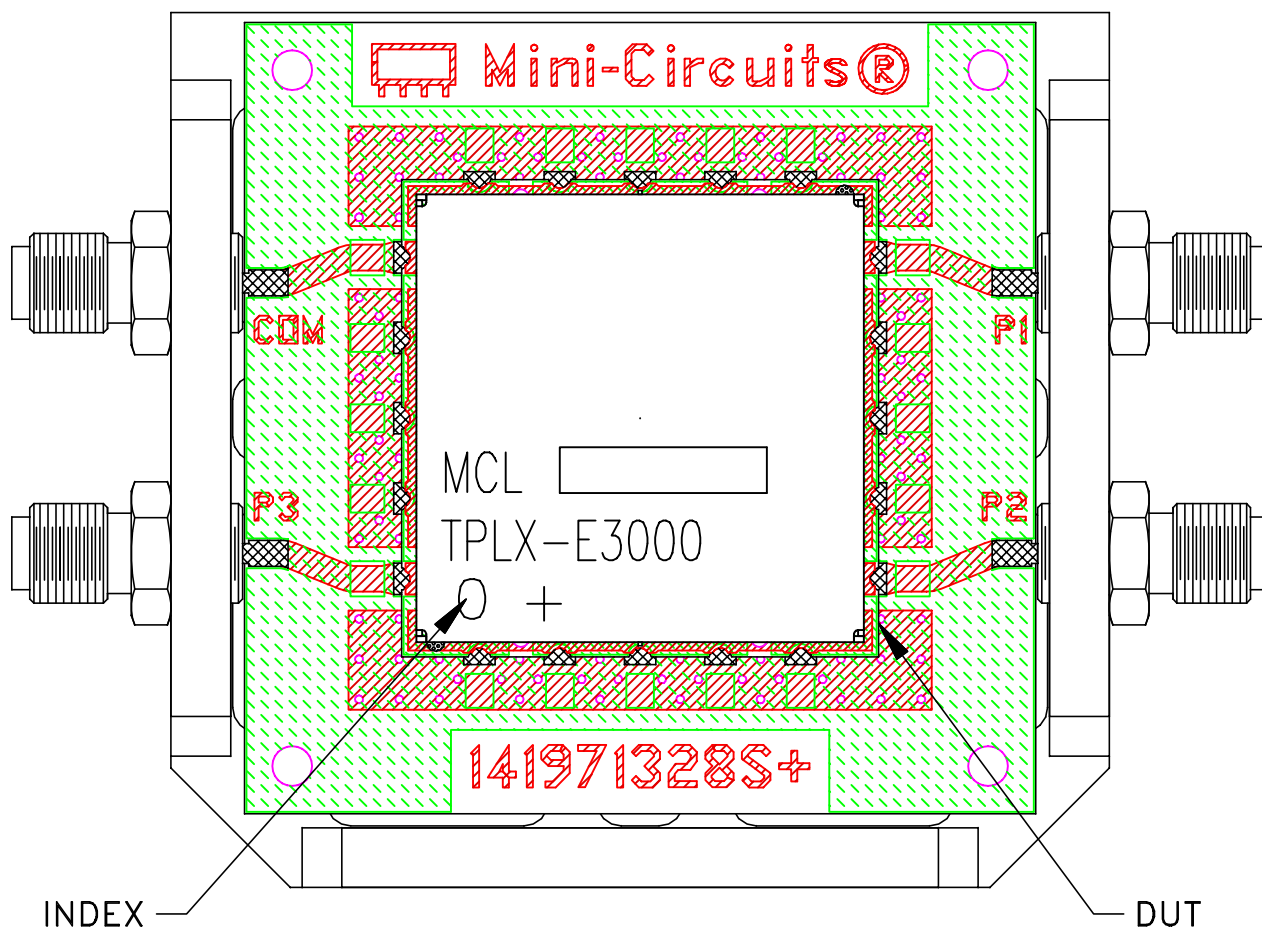 Mini-Circuits®
COM
P1
MCL
P3
P2
TPLX-E3000
+
141971328S+
INDEX
DUT